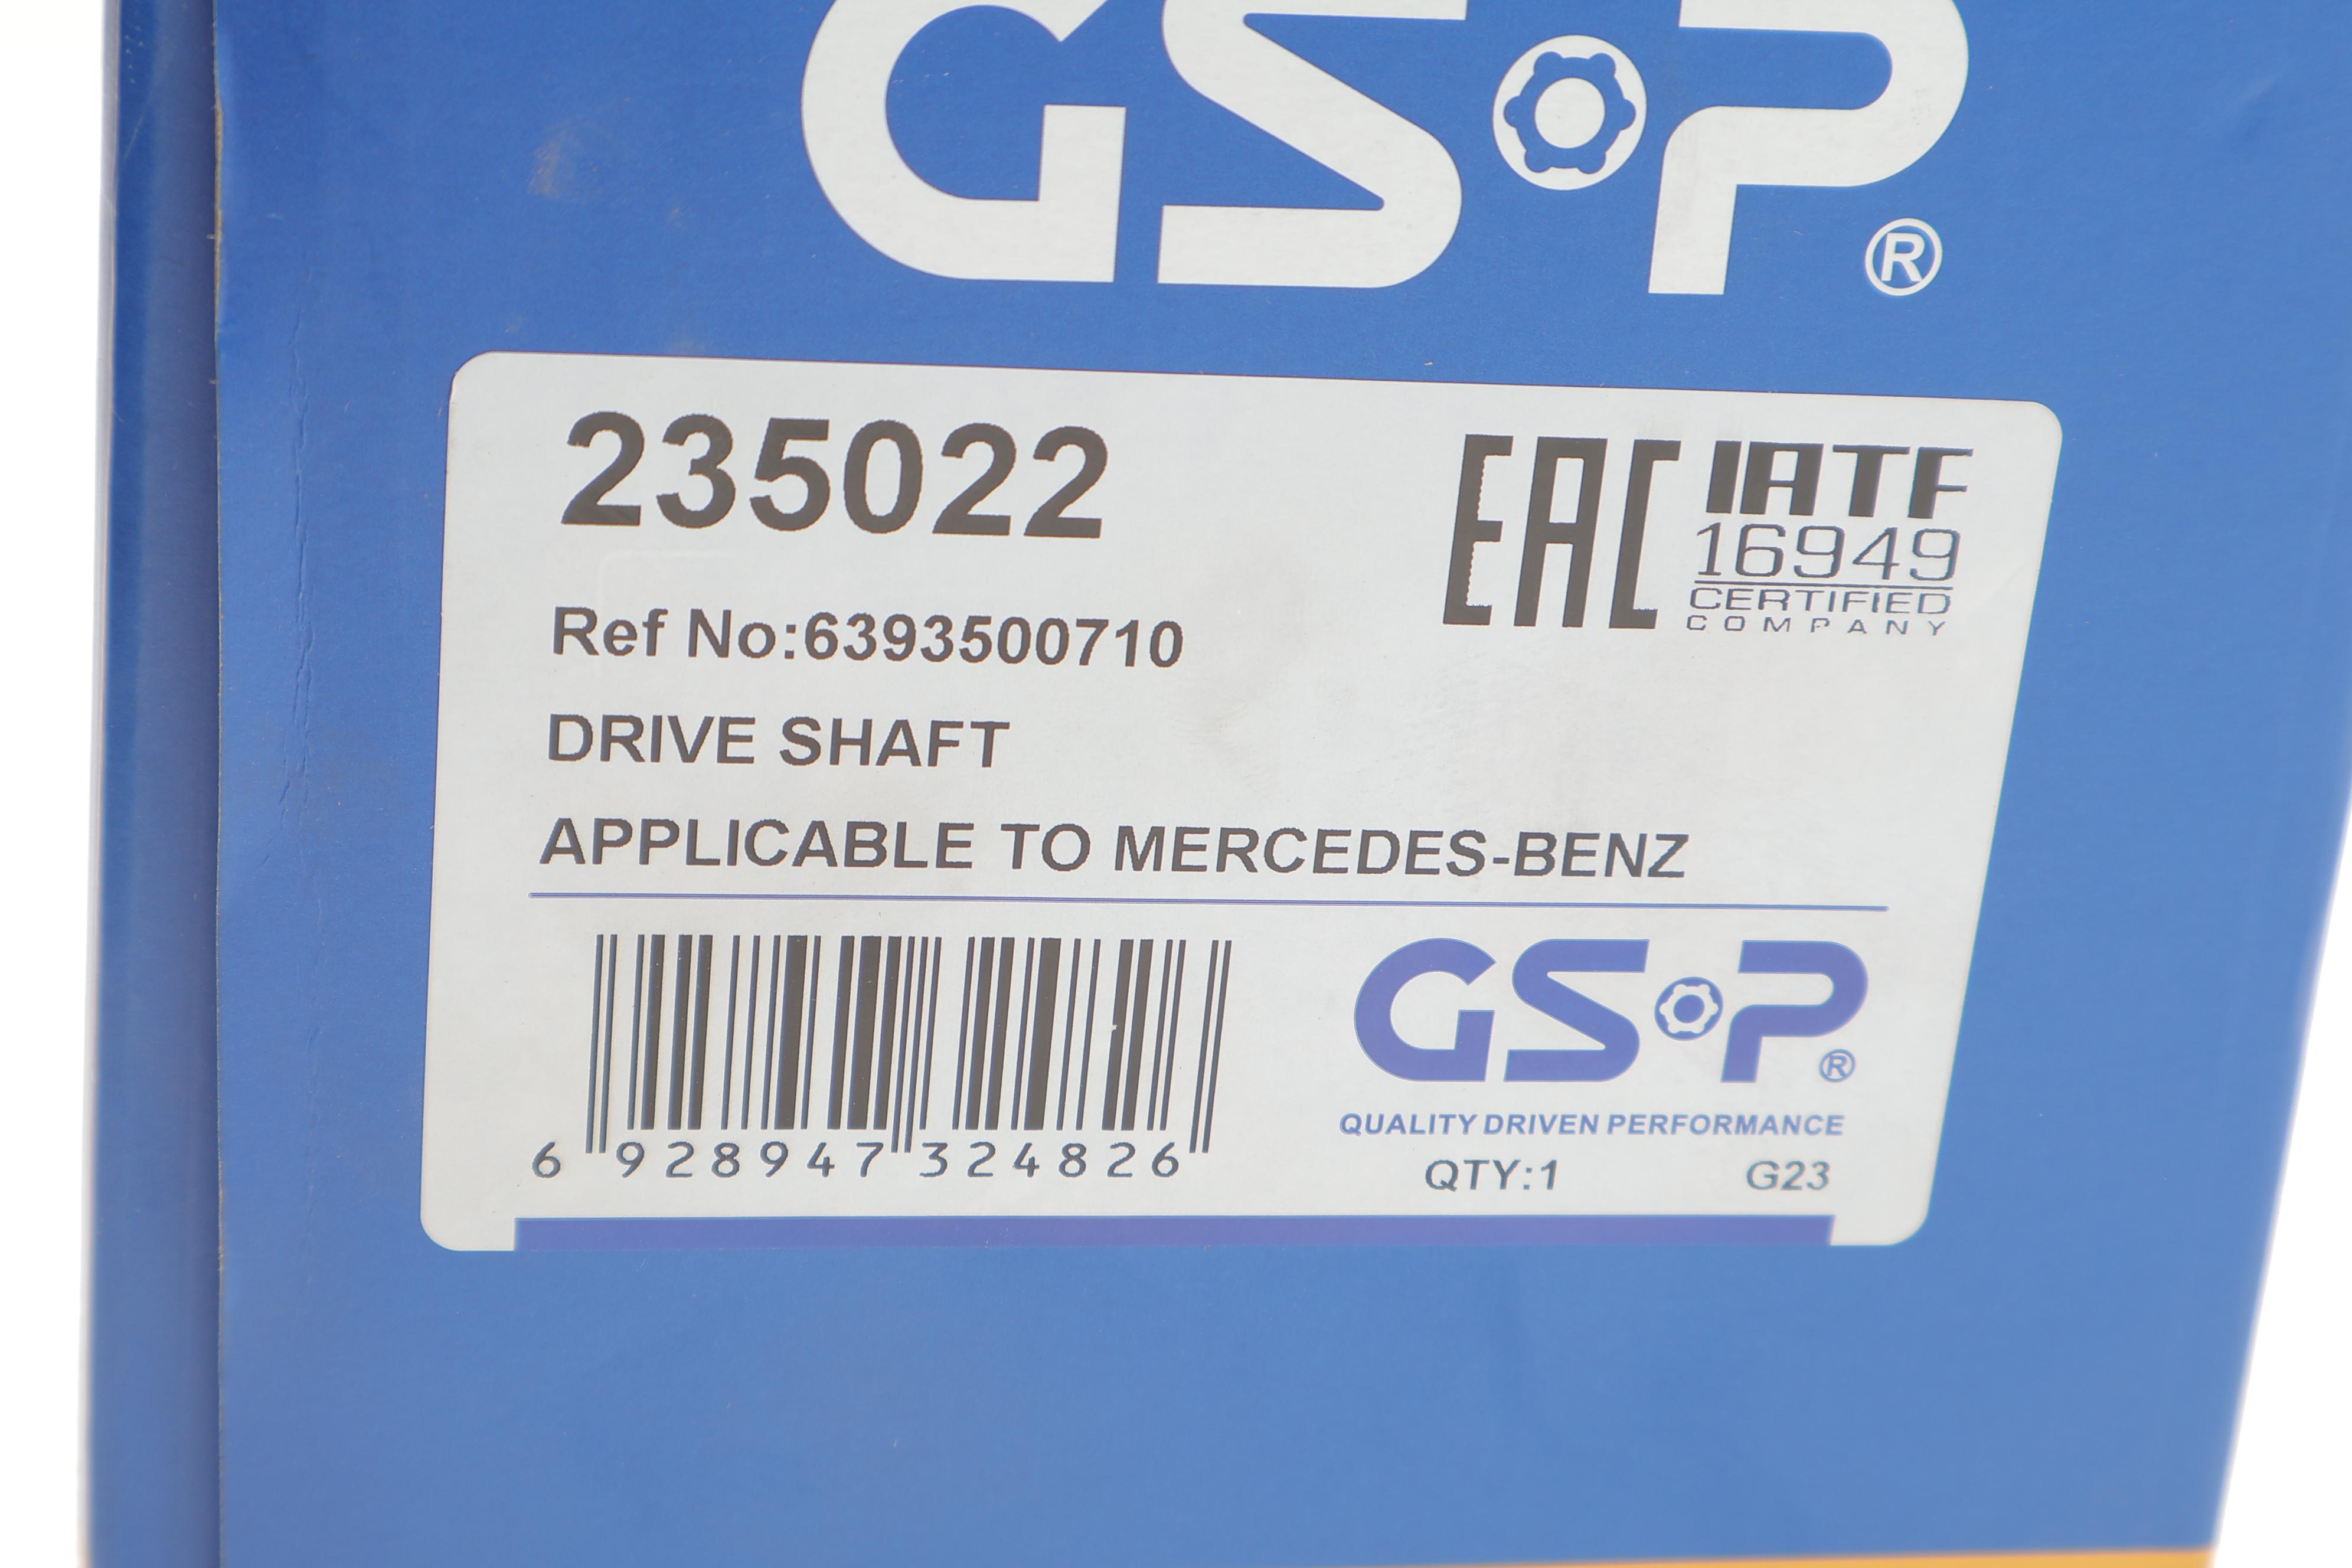 GSP®
235022
EAC
IATF
16949
CERTIFIED
COMPANY
Ref No:6393500710
DRIVE SHAFT
APPLICABLE TO MERCEDES-BENZ
6 928947 324826
GSP®
QUALITY DRIVEN PERFORMANCE
QTY:1 G23